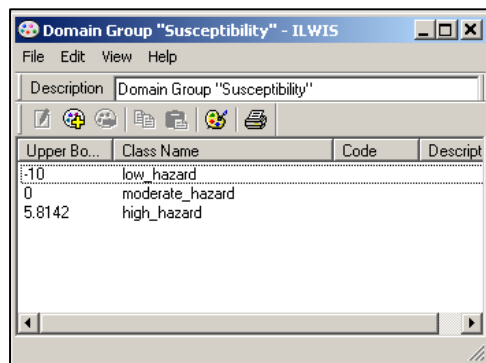 Domain Group "Susceptibility" - ILWIS
File Edit View Help
Description Domain Group "Susceptibility"
Upper Bo... Class Name Code Descript
-10 low_hazard
0 moderate_hazard
5.8142 high_hazard